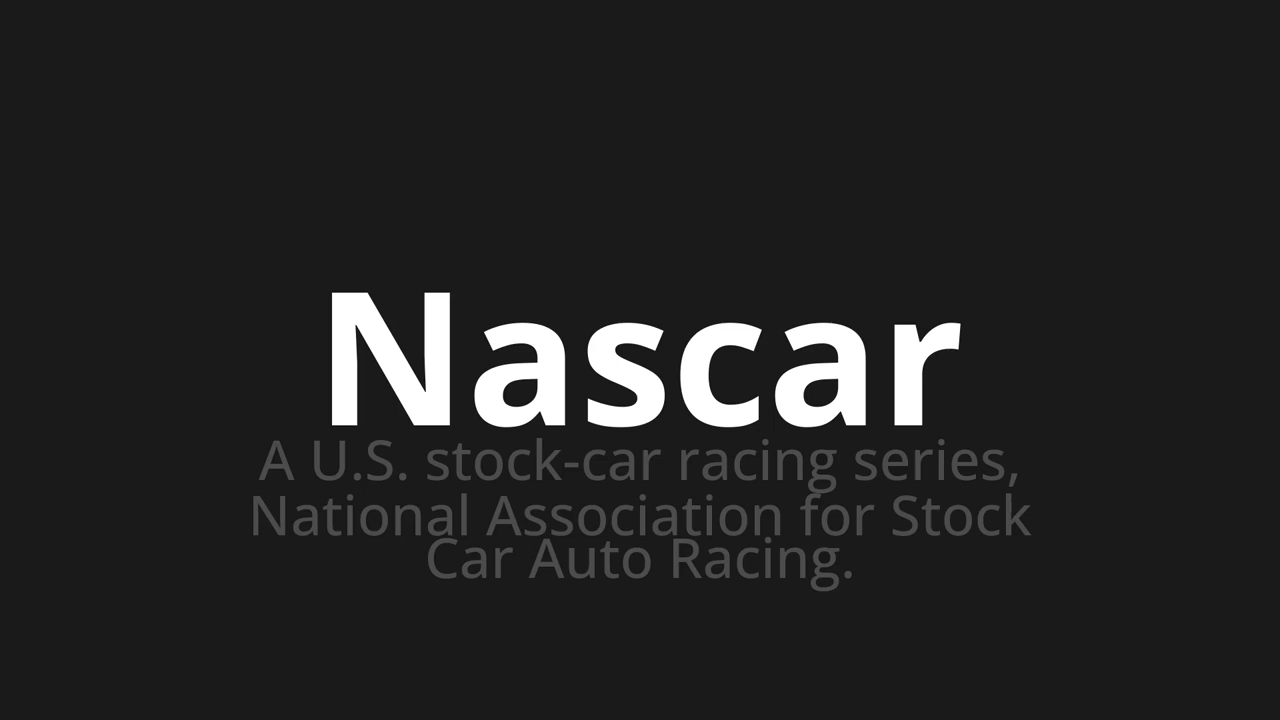 Nascar
A U.S. stock-car racing series,
National Association for Stock
Car Auto Racing.